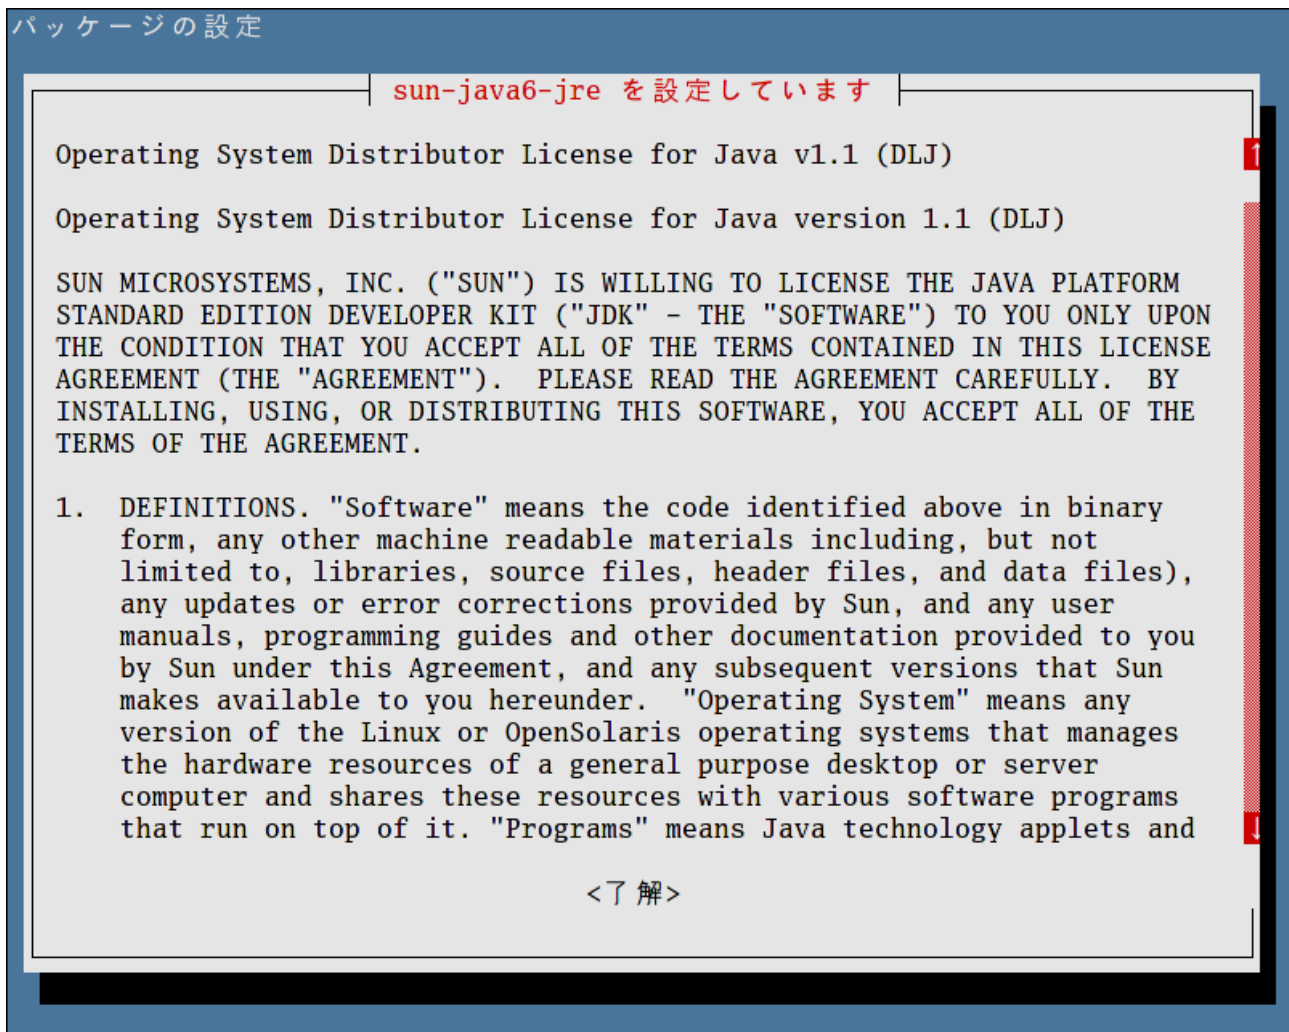 パッケージの設定
sun-java6-jre を設定しています
Operating System Distributor License for Java v1.1 (DLJ)
↑
Operating System Distributor License for Java version 1.1 (DLJ)
SUN MICROSYSTEMS, INC. ("SUN") IS WILLING TO LICENSE THE JAVA PLATFORM
STANDARD EDITION DEVELOPER KIT ("JDK" - THE "SOFTWARE") TO YOU ONLY UPON
THE CONDITION THAT YOU ACCEPT ALL OF THE TERMS CONTAINED IN THIS LICENSE
AGREEMENT (THE "AGREEMENT").  PLEASE READ THE AGREEMENT CAREFULLY.  BY
INSTALLING, USING, OR DISTRIBUTING THIS SOFTWARE, YOU ACCEPT ALL OF THE
TERMS OF THE AGREEMENT.
1.  DEFINITIONS. "Software" means the code identified above in binary
form, any other machine readable materials including, but not
limited to, libraries, source files, header files, and data files),
any updates or error corrections provided by Sun, and any user
manuals, programming guides and other documentation provided to you
by Sun under this Agreement, and any subsequent versions that Sun
makes available to you hereunder.  "Operating System" means any
version of the Linux or OpenSolaris operating systems that manages
the hardware resources of a general purpose desktop or server
computer and shares these resources with various software programs
that run on top of it. "Programs" means Java technology applets and
↓
<了解>